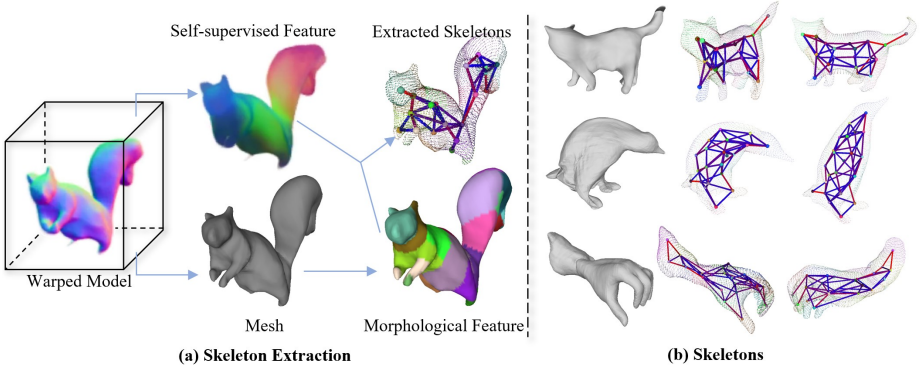 Self-supervised Feature
Extracted Skeletons
Warped Model
Mesh
Morphological Feature
(a) Skeleton Extraction
(b) Skeletons